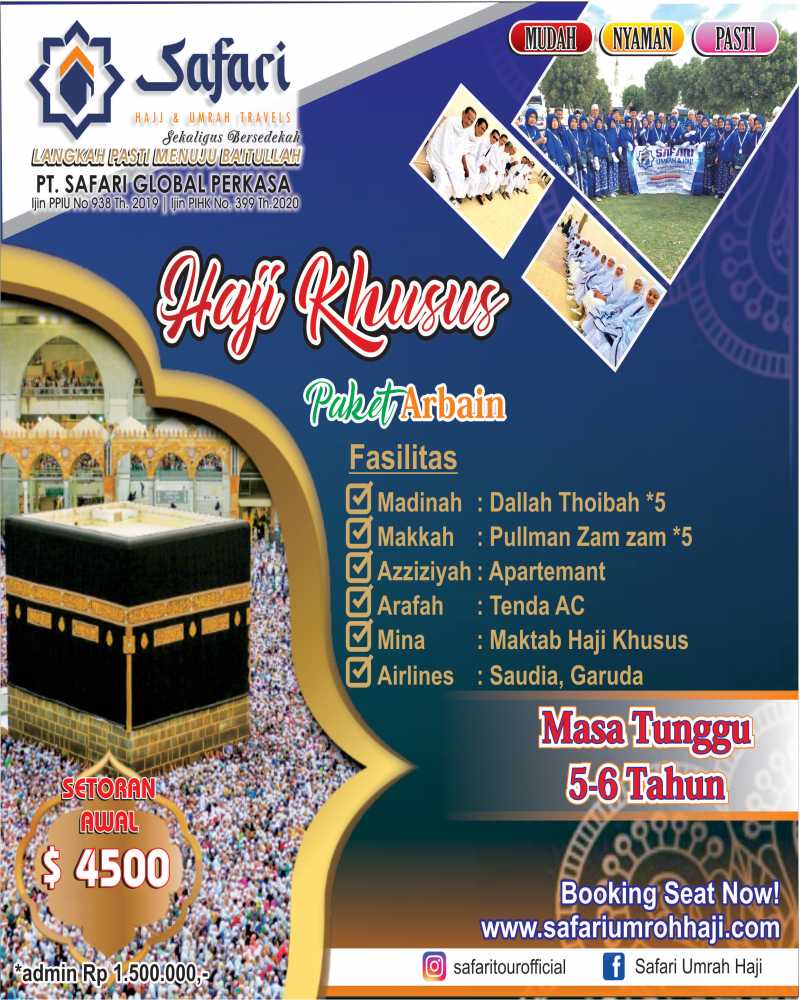 Safari
HAJJ & UMRAH TRAVELS
Sekaligus Bersedekah
LANGKAH PASTI MENUJU BAITULLAH
PT. SAFARI GLOBAL PERKASA
Ijin PPIU No 938 Th. 2019 | Ijin PIHK No. 399 Th.2020
MUDAH NYAMAN PASTI
SAFARI
UMRAH & HAJI
Haji Khusus
Paket Arbain
Fasilitas
Madinah : Dallah Thoibah *5
Makkah : Pullman Zam zam *5
Azziziyah : Apartemant
Arafah : Tenda AC
Mina : Maktab Haji Khusus
Airlines : Saudia, Garuda
Masa Tunggu
5-6 Tahun
SETORAN
AWAL
$ 4500
*admin Rp 1.500.000,-
Booking Seat Now!
www.safariumrohhaji.com
safaritourofficial
Safari Umrah Haji